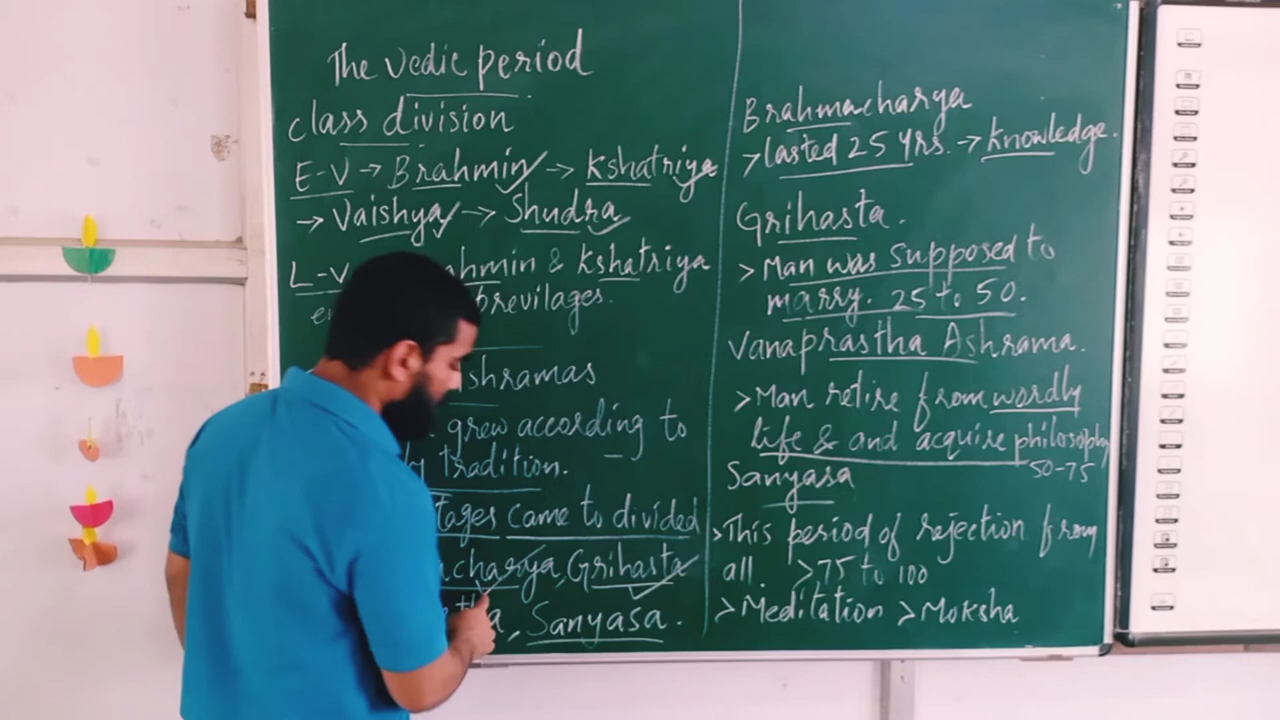 The Vedic period
class division
E-V → Brahmin → Kshatriya
→ Vaishya → Shudra
L-V & Kshatriya
previlages.
grew according to
tradition.
came to divided
Grihasta
, Sanyasa.
Brahmacharya
> lasted 25 yrs. → knowledge.
Grihasta.
> Man was supposed to
marry. 25 to 50.
Vanaprastha Ashrama.
> Man retire from wordly
life & and acquire philosophy
50-75
Sanyasa
> This period of rejection from
all. > 75 to 100
> Meditation > Moksha